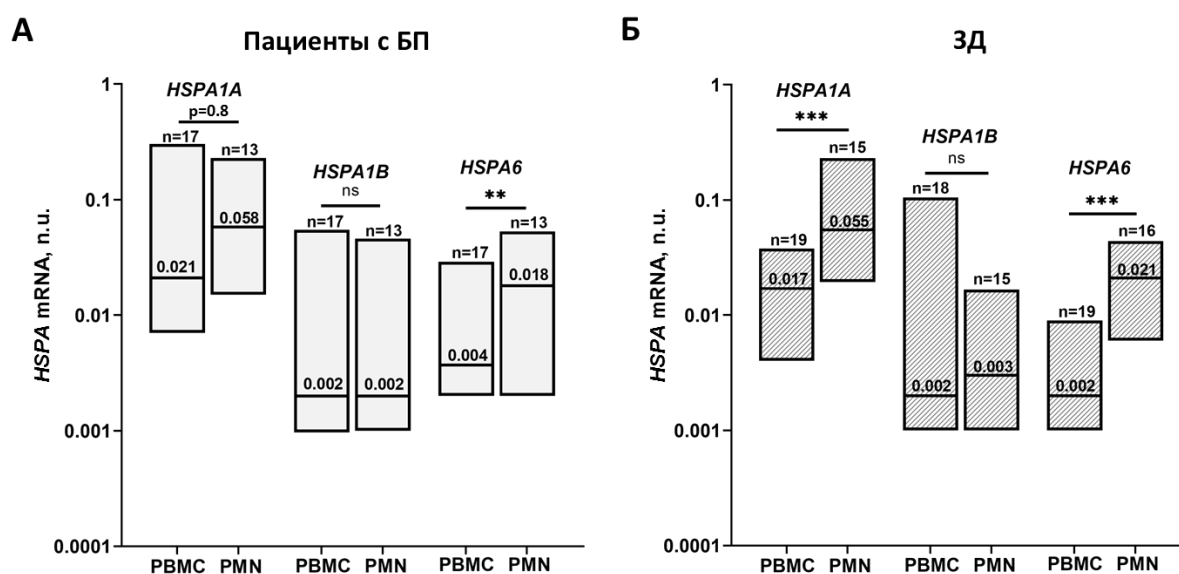 А
Пациенты с БП
HSPA mRNA, n.u.
1
0.1
0.01
0.001
0.0001
HSPA1A
p=0.8
n=17
n=13
0.021
0.058
HSPA1B
ns
n=17
n=13
0.002
0.002
HSPA6
**
n=17
n=13
0.004
0.018
PBMC PMN PBMC PMN PBMC PMN
Б
ЗД
HSPA mRNA, n.u.
1
0.1
0.01
0.001
0.0001
HSPA1A
***
n=19
n=15
0.017
0.055
HSPA1B
ns
n=18
n=15
0.002
0.003
HSPA6
***
n=19
n=16
0.002
0.021
PBMC PMN PBMC PMN PBMC PMN